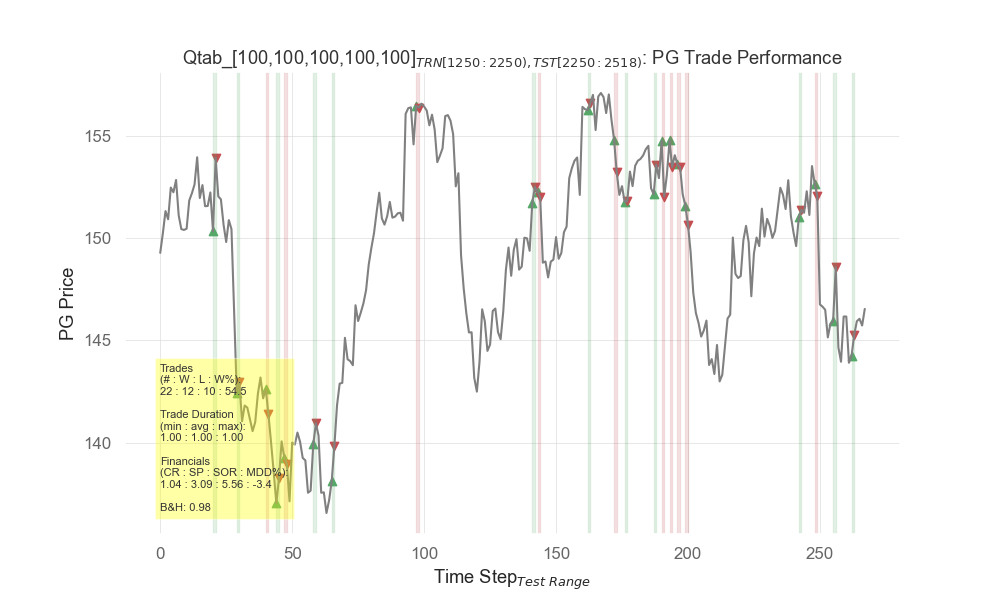 Qtab_[100,100,100,100,100]TRN[1250:2250),TST[2250:2518): PG Trade Performance
155
150
145
140
PG Price
Trades
(# : W : L : W%):
22 : 12 : 10 : 54.5
Trade Duration
(min : avg : max):
1.00 : 1.00 : 1.00
Financials
(CR : SP : SOR : MDD%):
1.04 : 3.09 : 5.56 : -3.4
B&H: 0.98
0 50 100 150 200 250
Time StepTest Range